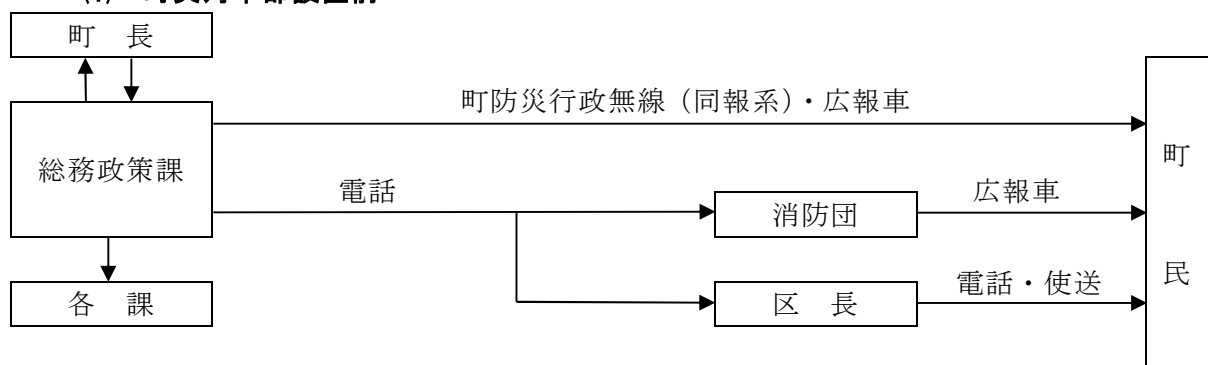 町　長
町防災行政無線（同報系）・広報車
総務政策課
電話
消防団
広報車
各　課
区　長
電話・使送
町
民